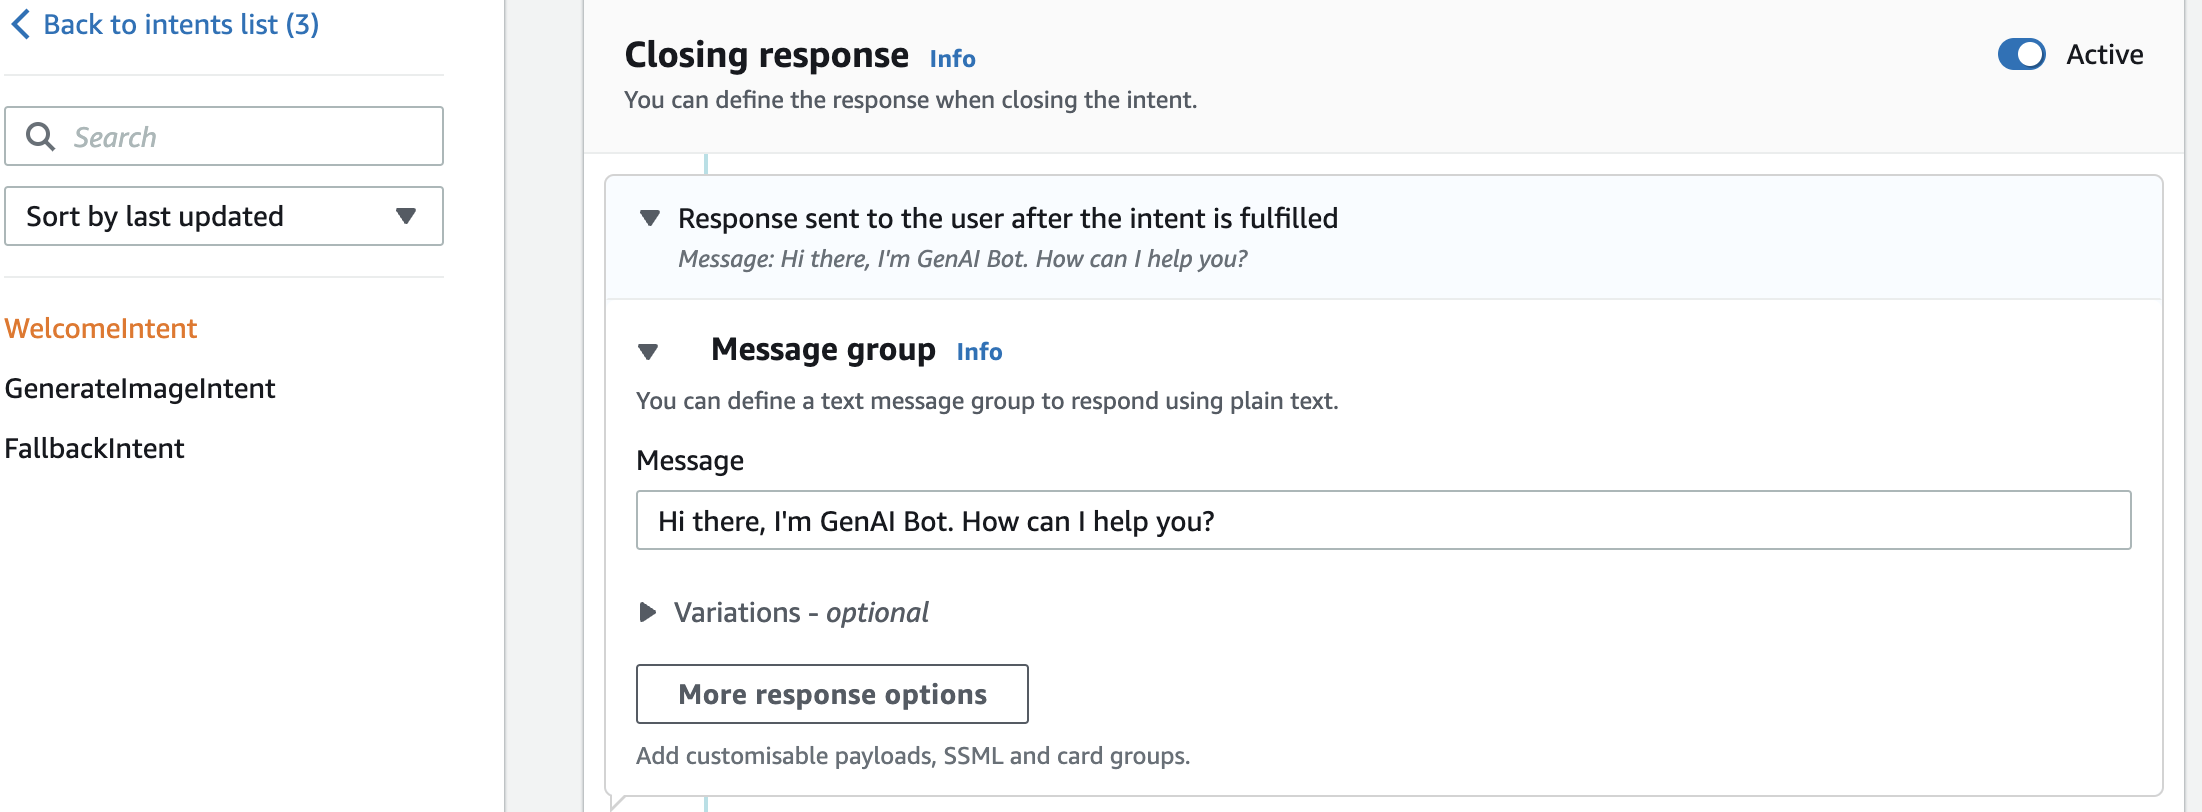 Back to intents list (3)
Search
Sort by last updated
WelcomeIntent
GenerateImageIntent
FallbackIntent
Closing response Info
Active
You can define the response when closing the intent.
Response sent to the user after the intent is fulfilled
Message: Hi there, I'm GenAI Bot. How can I help you?
Message group Info
You can define a text message group to respond using plain text.
Message
Hi there, I'm GenAI Bot. How can I help you?
Variations - optional
More response options
Add customisable payloads, SSML and card groups.